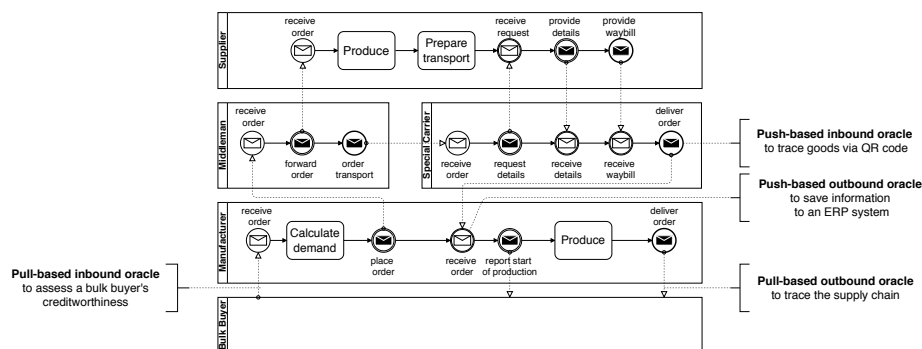 Supplier
receive
order
Produce
Prepare
transport
receive
request
provide
details
provide
waybill
Middleman
receive
order
forward
order
order
transport
Special Carrier
receive
order
request
details
receive
details
receive
waybill
deliver
order
Push-based inbound oracle
to trace goods via QR code
Push-based outbound oracle
to save information
to an ERP system
Manufacturer
receive
order
Calculate
demand
place
order
receive
order
report start
of production
Produce
deliver
order
Pull-based inbound oracle
to assess a bulk buyer's
creditworthiness
Pull-based outbound oracle
to trace the supply chain
Bulk Buyer